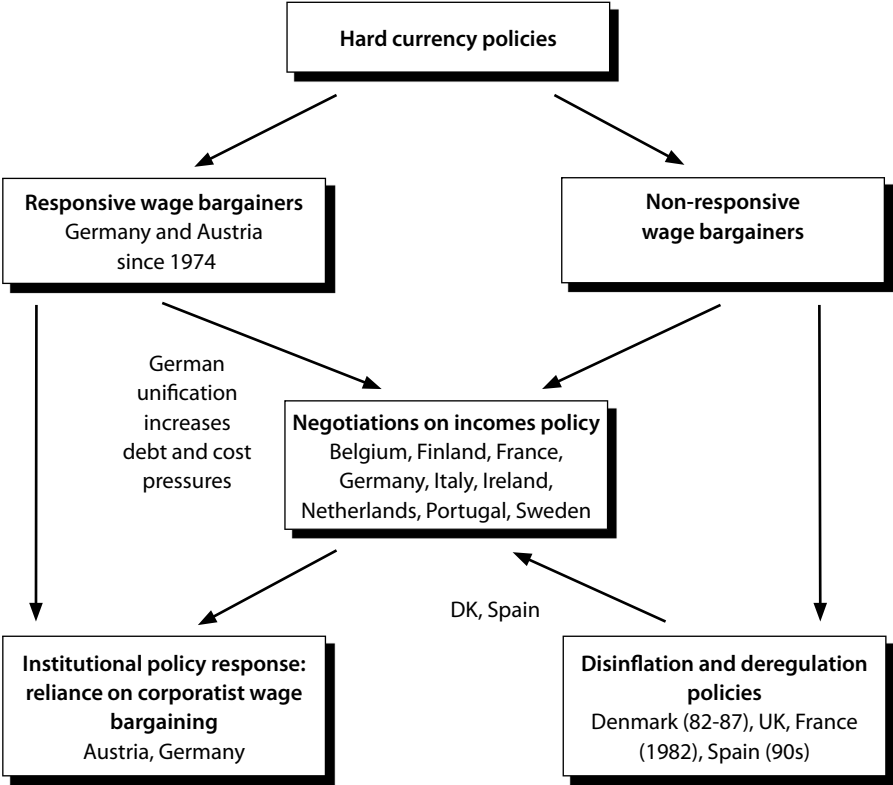 Hard currency policies
Responsive wage bargainers
Germany and Austria
since 1974
Non-responsive
wage bargainers
German
unification
increases
debt and cost
pressures
Negotiations on incomes policy
Belgium, Finland, France,
Germany, Italy, Ireland,
Netherlands, Portugal, Sweden
DK, Spain
Institutional policy response:
reliance on corporatist wage
bargaining
Austria, Germany
Disinflation and deregulation
policies
Denmark (82-87), UK, France
(1982), Spain (90s)